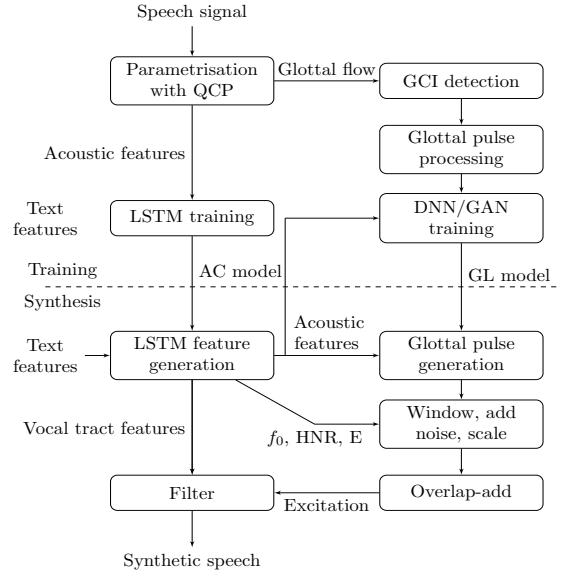 Speech signal
Parametrisation
with QCP
Glottal flow
GCI detection
Glottal pulse
processing
Acoustic features
Text
features
LSTM training
DNN/GAN
training
Training
AC model
GL model
Synthesis
Text
features
LSTM feature
generation
Acoustic
features
Glottal pulse
generation
Vocal tract features
f0, HNR, E
Window, add
noise, scale
Filter
Excitation
Overlap-add
Synthetic speech